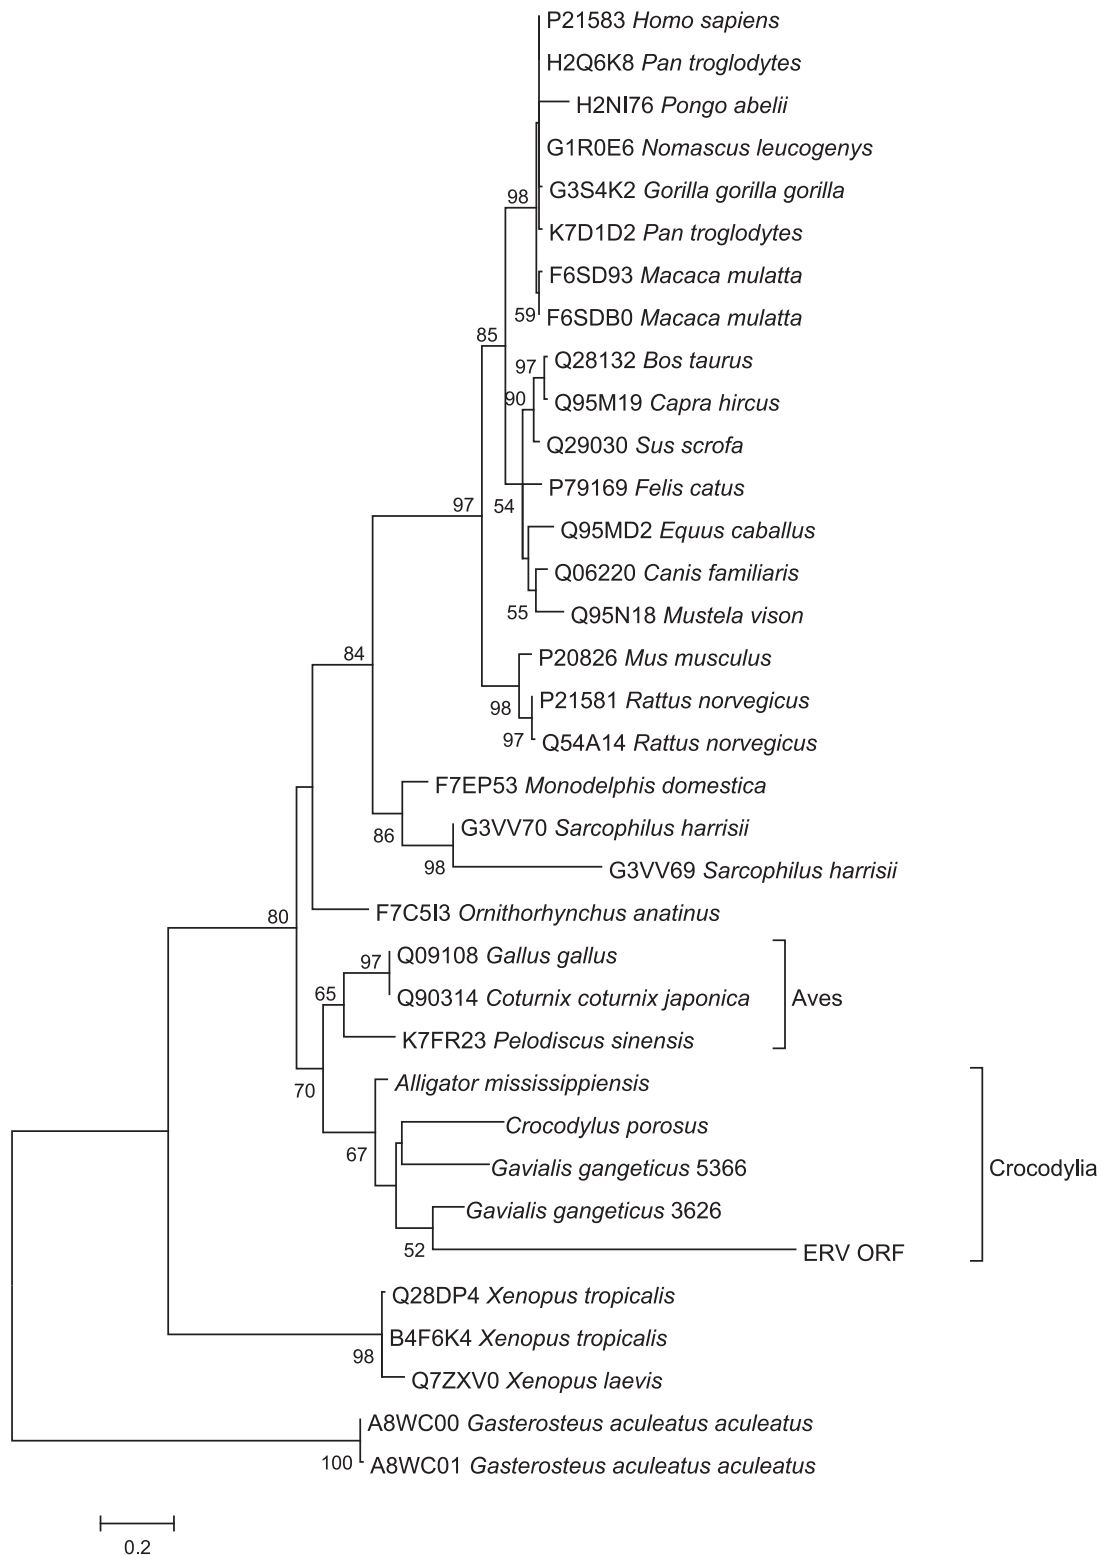 P21583 Homo sapiens
H2Q6K8 Pan troglodytes
H2NI76 Pongo abelii
G1R0E6 Nomascus leucogenys
G3S4K2 Gorilla gorilla gorilla
98
K7D1D2 Pan troglodytes
F6SD93 Macaca mulatta
59 F6SDB0 Macaca mulatta
85
Q28132 Bos taurus
97
90 Q95M19 Capra hircus
Q29030 Sus scrofa
P79169 Felis catus
97 54
Q95MD2 Equus caballus
Q06220 Canis familiaris
55 Q95N18 Mustela vison
84 P20826 Mus musculus
P21581 Rattus norvegicus
98
97 Q54A14 Rattus norvegicus
F7EP53 Monodelphis domestica
G3VV70 Sarcophilus harrisii
86
98 G3VV69 Sarcophilus harrisii
80 F7C5I3 Ornithorhynchus anatinus
97 Q09108 Gallus gallus
65 Q90314 Coturnix coturnix japonica Aves
K7FR23 Pelodiscus sinensis
70 Alligator mississippiensis
Crocodylus porosus
67
Gavialis gangeticus 5366 Crocodylia
Gavialis gangeticus 3626
52 ERV ORF
Q28DP4 Xenopus tropicalis
B4F6K4 Xenopus tropicalis
98
Q7ZXV0 Xenopus laevis
A8WC00 Gasterosteus aculeatus aculeatus
100 A8WC01 Gasterosteus aculeatus aculeatus
0.2